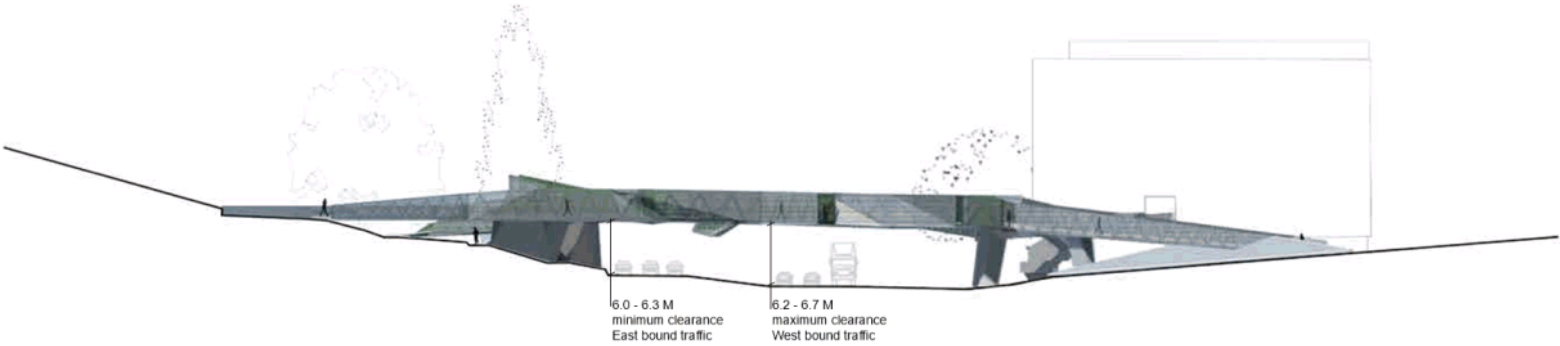 6.0 - 6.3 M
minimum clearance
East bound traffic
6.2 - 6.7 M
maximum clearance
West bound traffic